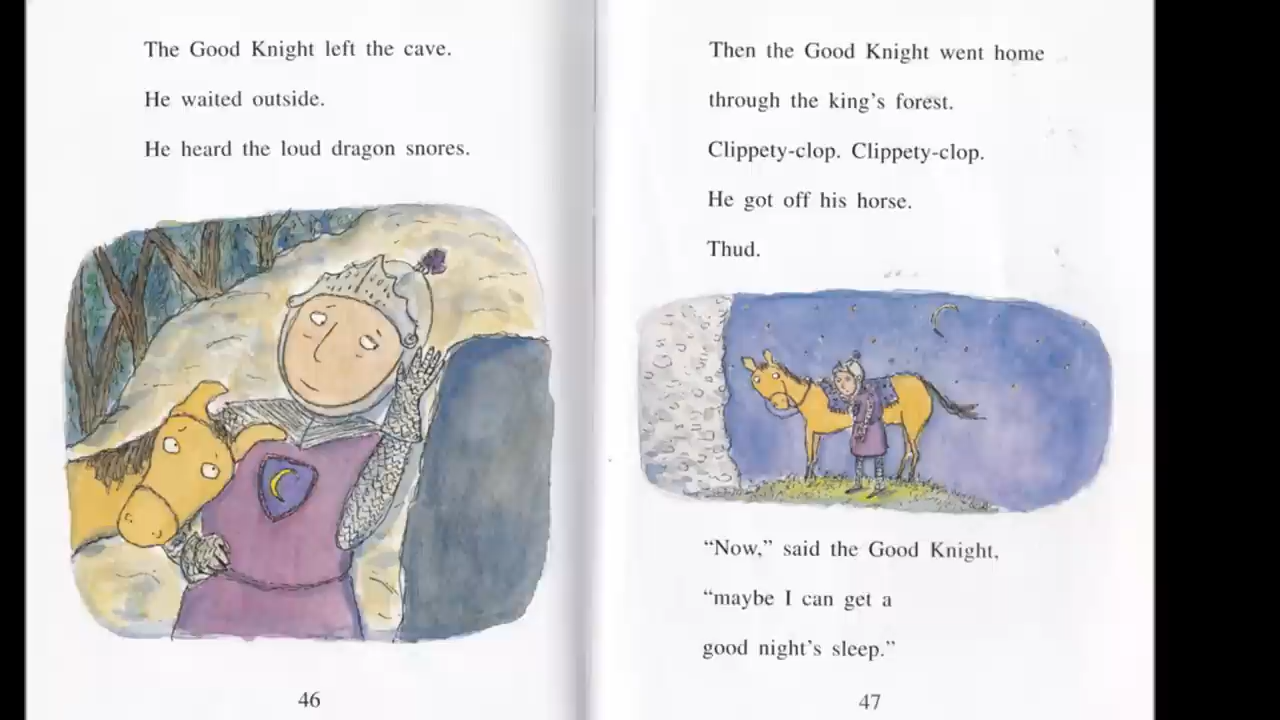 The Good Knight left the cave.
He waited outside.
He heard the loud dragon snores.
46
Then the Good Knight went home
through the king's forest.
Clippety-clop. Clippety-clop.
He got off his horse.
Thud.
“Now,” said the Good Knight,
“maybe I can get a
good night's sleep.”
47